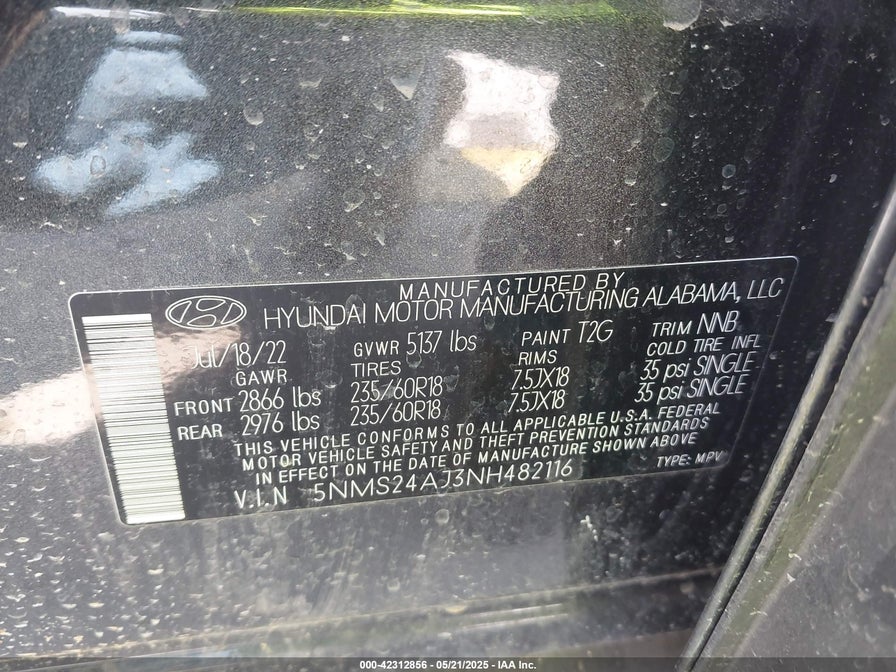 MANUFACTURED BY
HYUNDAI MOTOR MANUFACTURING ALABAMA, LLC
Jul/18/22 GVWR 5137 lbs PAINT T2G TRIM NNB
GAWR TIRES RIMS COLD TIRE INFL
FRONT 2866 lbs 235/60R18 7.5JX18 35 psi SINGLE
REAR 2976 lbs 235/60R18 7.5JX18 35 psi SINGLE
THIS VEHICLE CONFORMS TO ALL APPLICABLE U.S.A. FEDERAL
MOTOR VEHICLE SAFETY AND THEFT PREVENTION STANDARDS
IN EFFECT ON THE DATE OF MANUFACTURE SHOWN ABOVE
V.I.N 5NMS24AJ3NH482116 TYPE: MPV
000-42312856 - 05/21/2025 - IAA Inc.